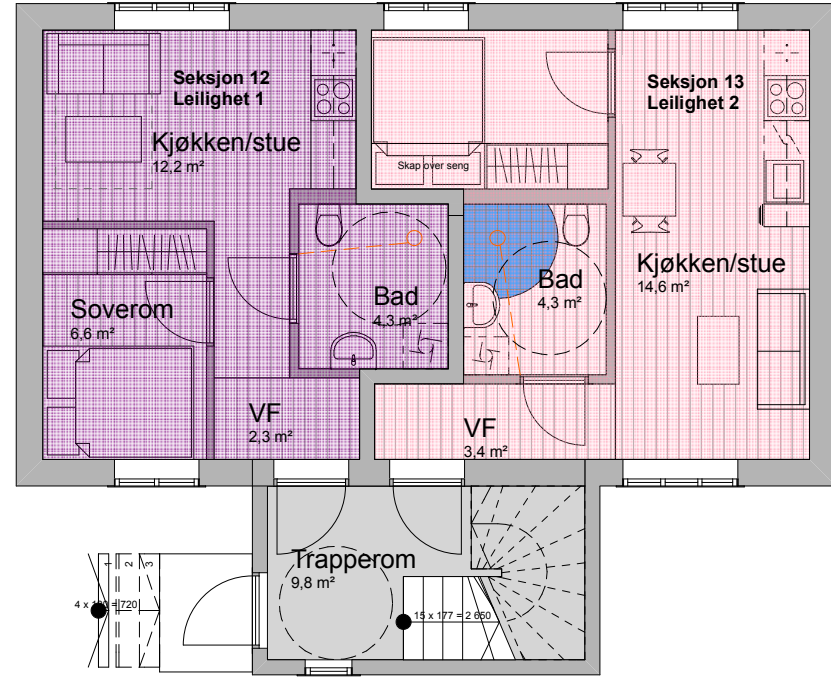 Seksjon 12
Leilighet 1
Kjøkken/stue
12,2 m²
Skap over seng
Seksjon 13
Leilighet 2
Kjøkken/stue
14,6 m²
Soverom
6,6 m²
Bad
4,3 m²
Bad
4,3 m²
VF
2,3 m²
VF
3,4 m²
Trapperom
9,8 m²
1
2
3
4 x = 720
15 x 177 = 2 650